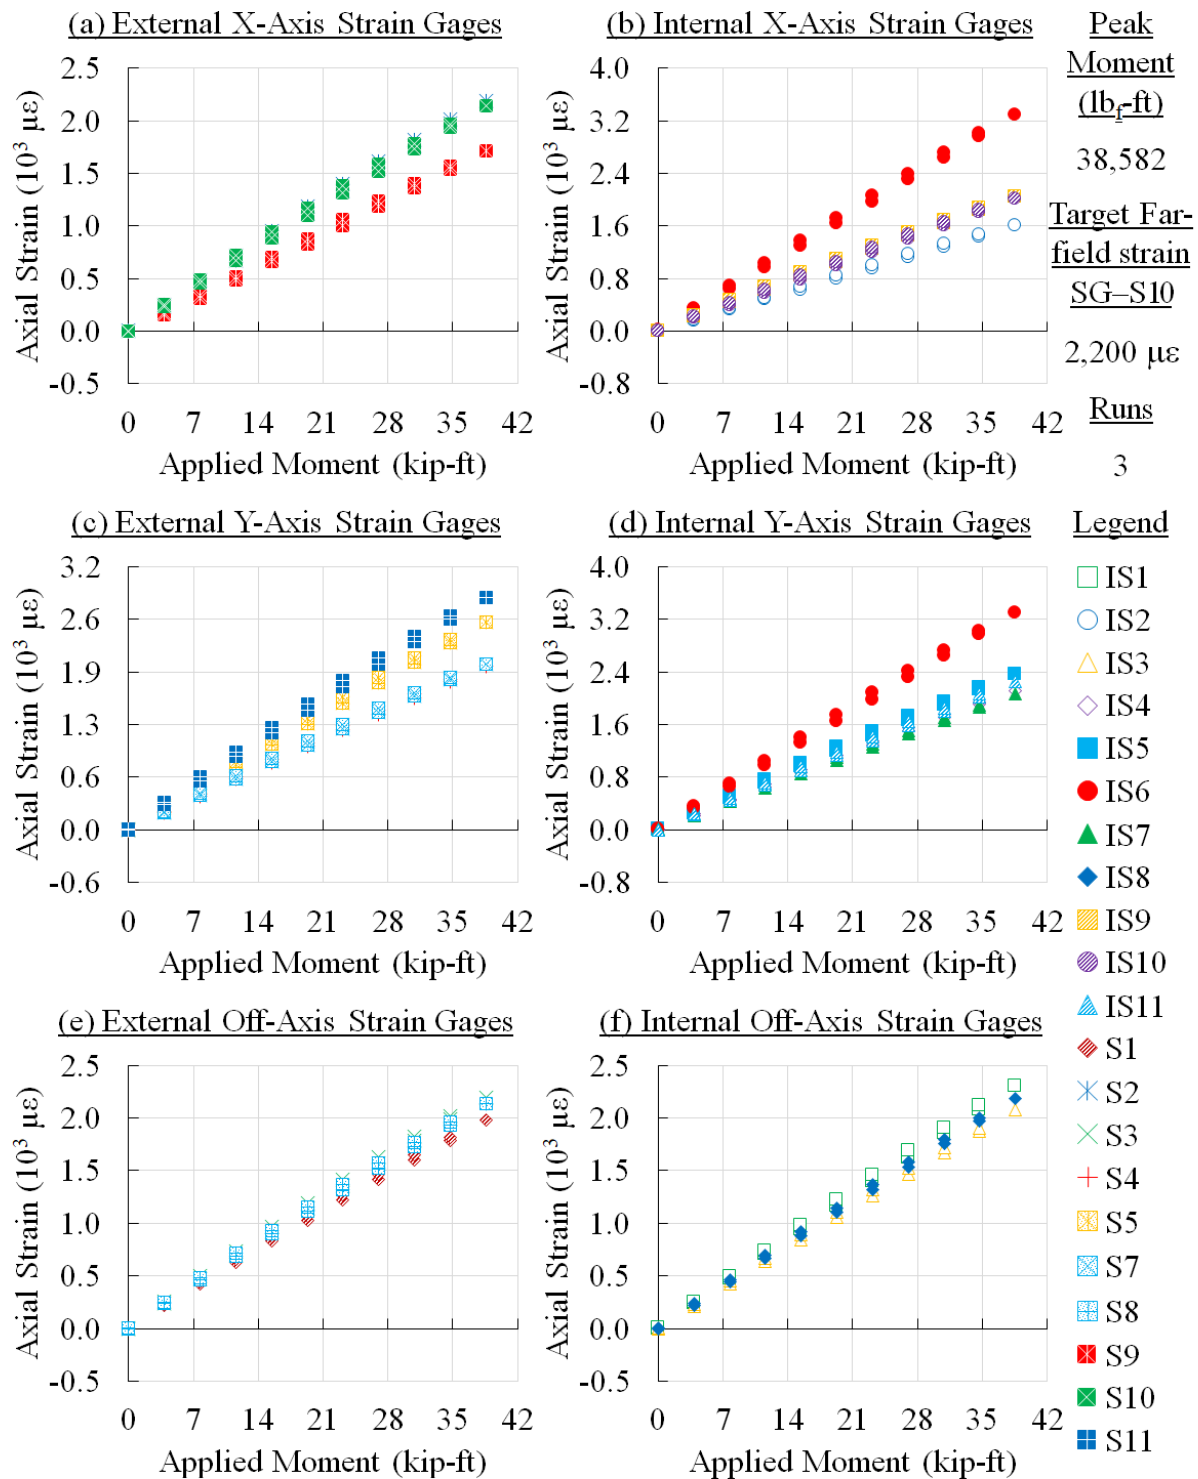 (a) External X-Axis Strain Gages
2.5
2.0
1.5
1.0
0.5
0.0
-0.5
Axial Strain (10³ με)
0 7 14 21 28 35 42
Applied Moment (kip-ft)
(b) Internal X-Axis Strain Gages
4.0
3.2
2.4
1.6
0.8
0.0
-0.8
Axial Strain (10³ με)
0 7 14 21 28 35 42
Applied Moment (kip-ft)
Peak
Moment
(lbf-ft)
38,582
Target Far-
field strain
SG–S10
2,200 με
Runs
3
(c) External Y-Axis Strain Gages
3.2
2.6
1.9
1.3
0.6
0.0
-0.6
Axial Strain (10³ με)
0 7 14 21 28 35 42
Applied Moment (kip-ft)
(d) Internal Y-Axis Strain Gages
4.0
3.2
2.4
1.6
0.8
0.0
-0.8
Axial Strain (10³ με)
0 7 14 21 28 35 42
Applied Moment (kip-ft)
(e) External Off-Axis Strain Gages
2.5
2.0
1.5
1.0
0.5
0.0
-0.5
Axial Strain (10³ με)
0 7 14 21 28 35 42
Applied Moment (kip-ft)
(f) Internal Off-Axis Strain Gages
2.5
2.0
1.5
1.0
0.5
0.0
-0.5
Axial Strain (10³ με)
0 7 14 21 28 35 42
Applied Moment (kip-ft)
Legend
IS1
IS2
IS3
IS4
IS5
IS6
IS7
IS8
IS9
IS10
IS11
S1
S2
S3
S4
S5
S7
S8
S9
S10
S11